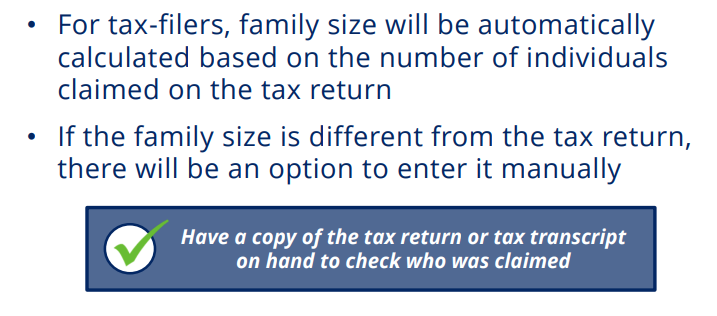 • For tax-filers, family size will be automatically
calculated based on the number of individuals
claimed on the tax return
• If the family size is different from the tax return,
there will be an option to enter it manually
Have a copy of the tax return or tax transcript
on hand to check who was claimed